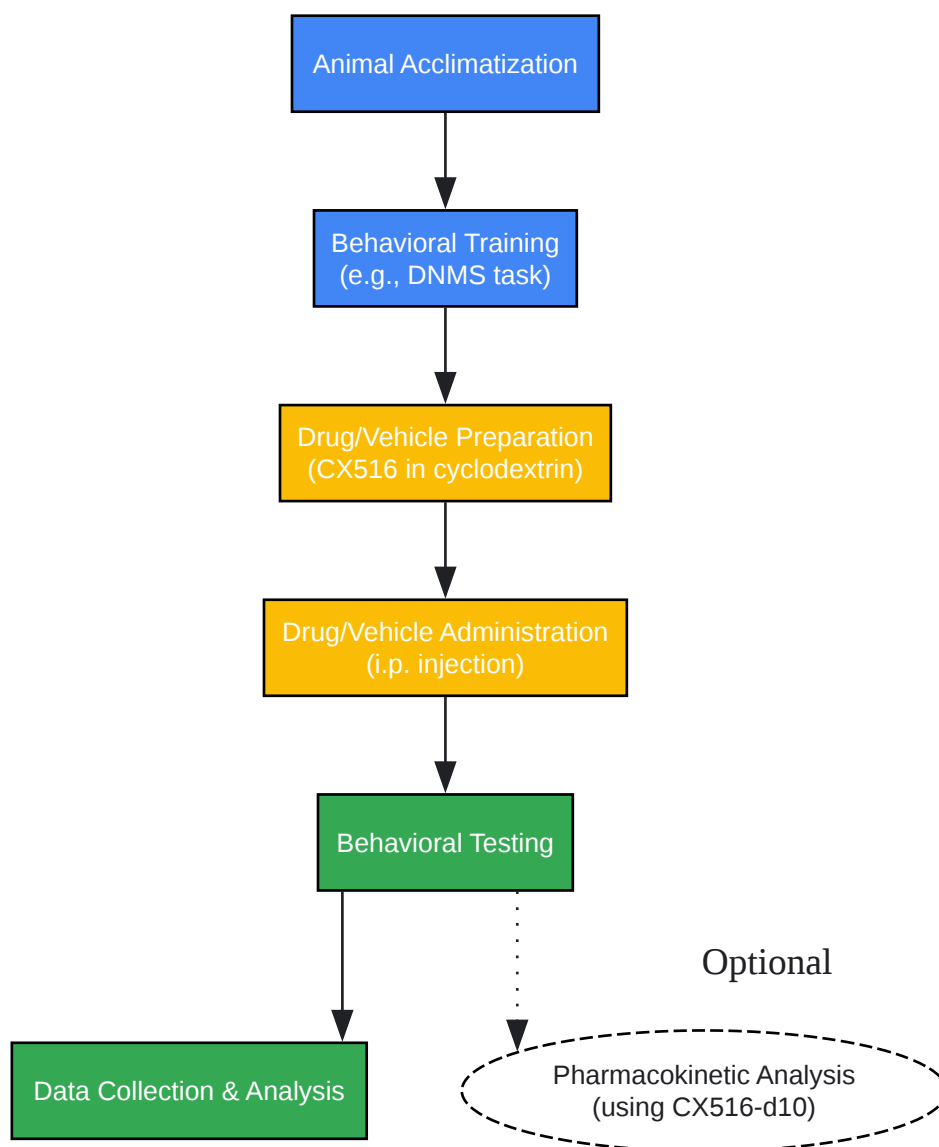 Animal Acclimatization
Behavioral Training
(e.g., DNMS task)
Drug/Vehicle Preparation
(CX516 in cyclodextrin)
Drug/Vehicle Administration
(i.p. injection)
Behavioral Testing
Optional
Data Collection & Analysis
Pharmacokinetic Analysis
(using CX516-d10)